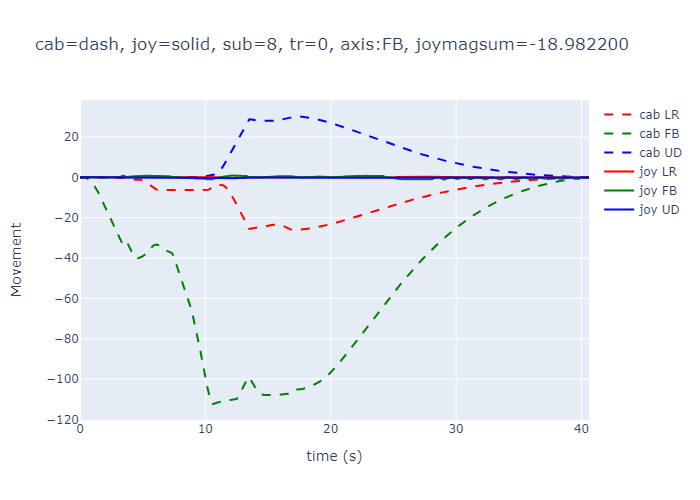 cab=dash, joy=solid, sub=8, tr=0, axis:FB, joymagsum=-18.982200
cab LR
cab FB
cab UD
joy LR
joy FB
joy UD
20
0
−20
−40
−60
−80
−100
−120
0 10 20 30 40
Movement
time (s)